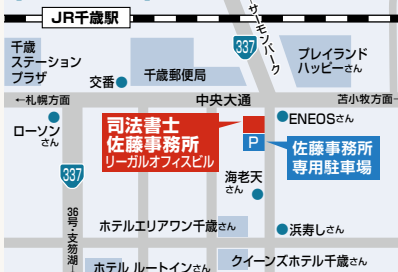 JR千歳駅
サーモンパーク
337
千歳
ステーション
プラザ
交番
千歳郵便局
プレイランド
ハッピーさん
←札幌方面
中央大通
苫小牧方面→
ローソン
さん
司法書士
佐藤事務所
リーガルオフィスビル
P
ENEOSさん
佐藤事務所
専用駐車場
337
海老天
さん
36号・支笏湖→
ホテルエリアワン千歳さん
浜寿しさん
ホテル ルートインさん
クイーンズホテル千歳さん